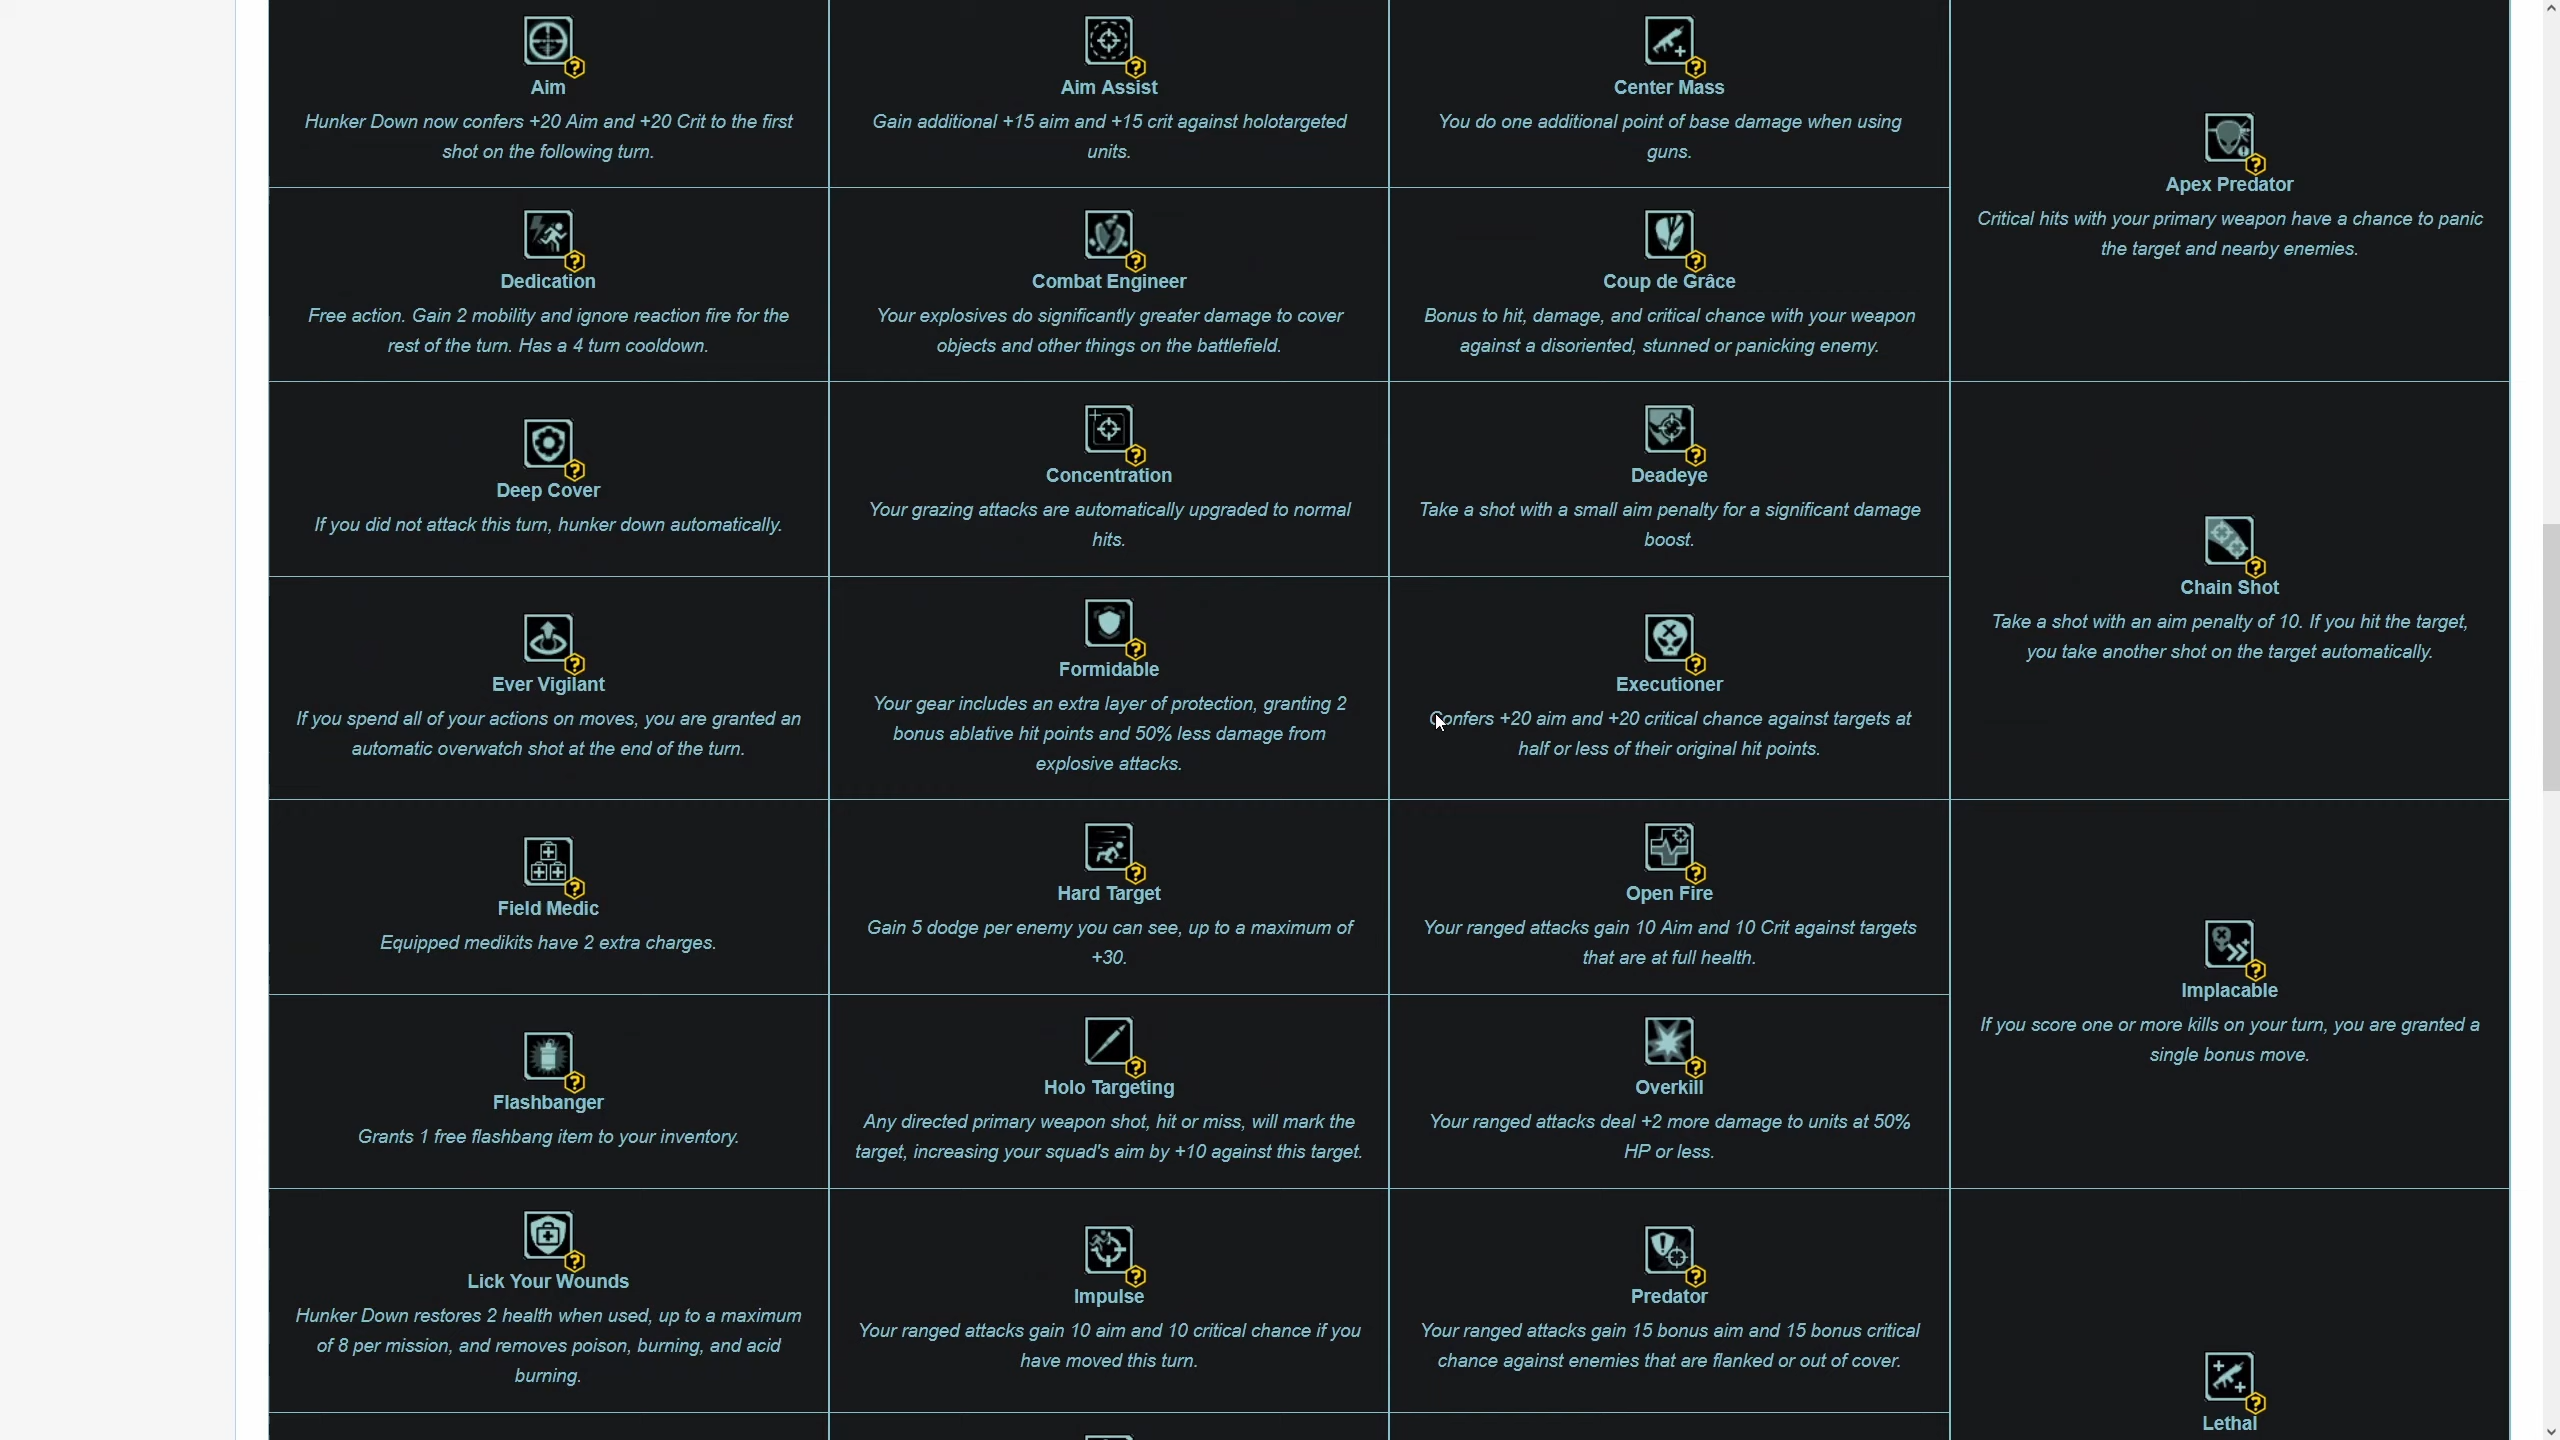 Aim
Hunker Down now confers +20 Aim and +20 Crit to the first
shot on the following turn.
Aim Assist
Gain additional +15 aim and +15 crit against holotargeted
units.
Center Mass
You do one additional point of base damage when using
guns.
Apex Predator
Critical hits with your primary weapon have a chance to panic
the target and nearby enemies.
Dedication
Free action. Gain 2 mobility and ignore reaction fire for the
rest of the turn. Has a 4 turn cooldown.
Combat Engineer
Your explosives do significantly greater damage to cover
objects and other things on the battlefield.
Coup de Grâce
Bonus to hit, damage, and critical chance with your weapon
against a disoriented, stunned or panicking enemy.
Deep Cover
If you did not attack this turn, hunker down automatically.
Concentration
Your grazing attacks are automatically upgraded to normal
hits.
Deadeye
Take a shot with a small aim penalty for a significant damage
boost.
Chain Shot
Take a shot with an aim penalty of 10. If you hit the target,
you take another shot on the target automatically.
Ever Vigilant
If you spend all of your actions on moves, you are granted an
automatic overwatch shot at the end of the turn.
Formidable
Your gear includes an extra layer of protection, granting 2
bonus ablative hit points and 50% less damage from
explosive attacks.
Executioner
Confers +20 aim and +20 critical chance against targets at
half or less of their original hit points.
Field Medic
Equipped medikits have 2 extra charges.
Hard Target
Gain 5 dodge per enemy you can see, up to a maximum of
+30.
Open Fire
Your ranged attacks gain 10 Aim and 10 Crit against targets
that are at full health.
Implacable
If you score one or more kills on your turn, you are granted a
single bonus move.
Flashbanger
Grants 1 free flashbang item to your inventory.
Holo Targeting
Any directed primary weapon shot, hit or miss, will mark the
target, increasing your squad's aim by +10 against this target.
Overkill
Your ranged attacks deal +2 more damage to units at 50%
HP or less.
Lick Your Wounds
Hunker Down restores 2 health when used, up to a maximum
of 8 per mission, and removes poison, burning, and acid
burning.
Impulse
Your ranged attacks gain 10 aim and 10 critical chance if you
have moved this turn.
Predator
Your ranged attacks gain 15 bonus aim and 15 bonus critical
chance against enemies that are flanked or out of cover.
Lethal